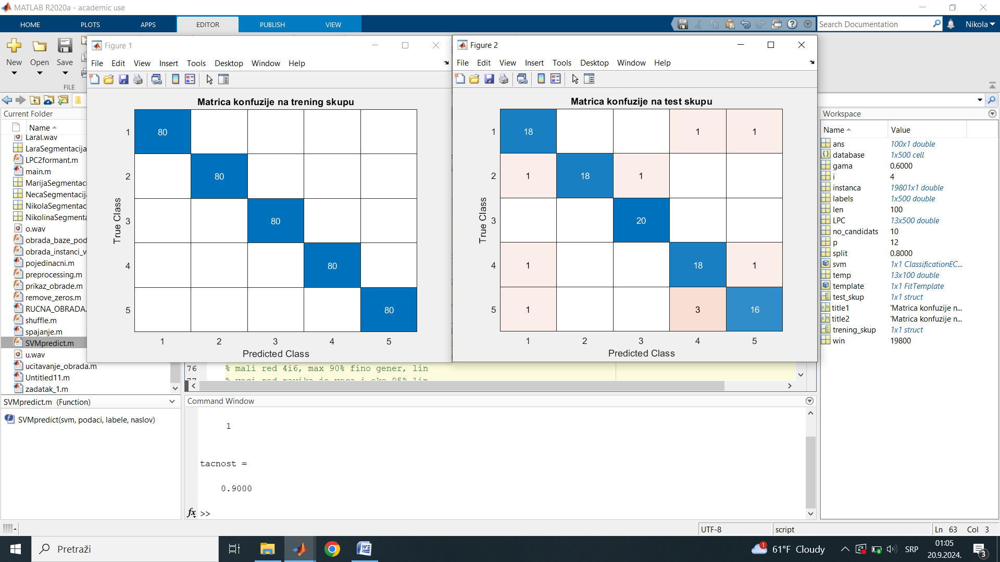 MATLAB R2020a - academic use
HOME PLOTS APPS EDITOR PUBLISH VIEW
Search Documentation
Nikola
New Open Save
FILE
Figure 1
File Edit View Insert Tools Desktop Window Help
Matrica konfuzije na trening skupu
True Class
1 80
2 80
3 80
4 80
5 80
1 2 3 4 5
Predicted Class
Figure 2
File Edit View Insert Tools Desktop Window Help
Matrica konfuzije na test skupu
True Class
1 18 1 1
2 1 18 1
3 20
4 1 18 1
5 1 3 16
1 2 3 4 5
Predicted Class
Current Folder
Name
Laral.wav
LaraSegmentacija
LPC2formant.m
main.m
MarijaSegmentaci
NecaSegmentacija
NikolaSegmentac
NikolinaSegmenta
o.wav
obrada_baze_pod
obrada_instanci_v
pojedinacni.m
preprocessing.m
prikaz_obrade.m
remove_zeros.m
RUCNA_OBRADA.
shuffle.m
spajanje.m
SVMpredict.m
u.wav
ucitavanje_obrada.m
Untitled11.m
zadatak_1.m
SVMpredict.m (Function)
SVMpredict(svm, podaci, labele, naslov)
76 % mali red 4i6, max 90% fino gener, lin
Command Window
1
tacnost =
0.9000
fx >>
Workspace
Name Value
ans 100x1 double
database 1x500 cell
gama 0.6000
i 4
instanca 19801x1 double
labels 1x500 double
len 100
LPC 13x500 double
no_candidats 10
p 12
split 0.8000
svm 1x1 ClassificationEC...
temp 13x100 double
template 1x1 FitTemplate
test_skup 1x1 struct
title1 'Matrica konfuzije n...
title2 'Matrica konfuzije n...
trening_skup 1x1 struct
win 19800
UTF-8 script Ln 63 Col 3
Pretraži
1
61°F Cloudy
SRP
01:05
20.9.2024.
3